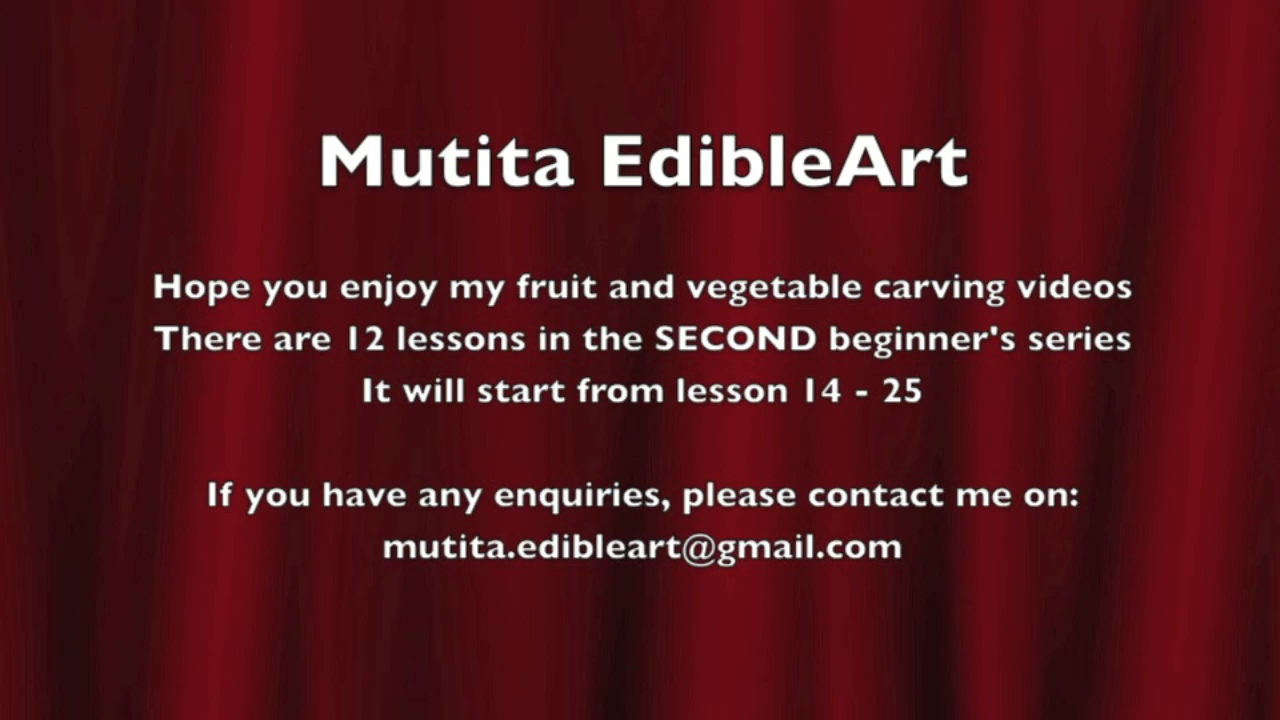 Mutita EdibleArt
Hope you enjoy my fruit and vegetable carving videos
There are 12 lessons in the SECOND beginner's series
It will start from lesson 14 - 25
If you have any enquiries, please contact me on:
mutita.edibleart@gmail.com